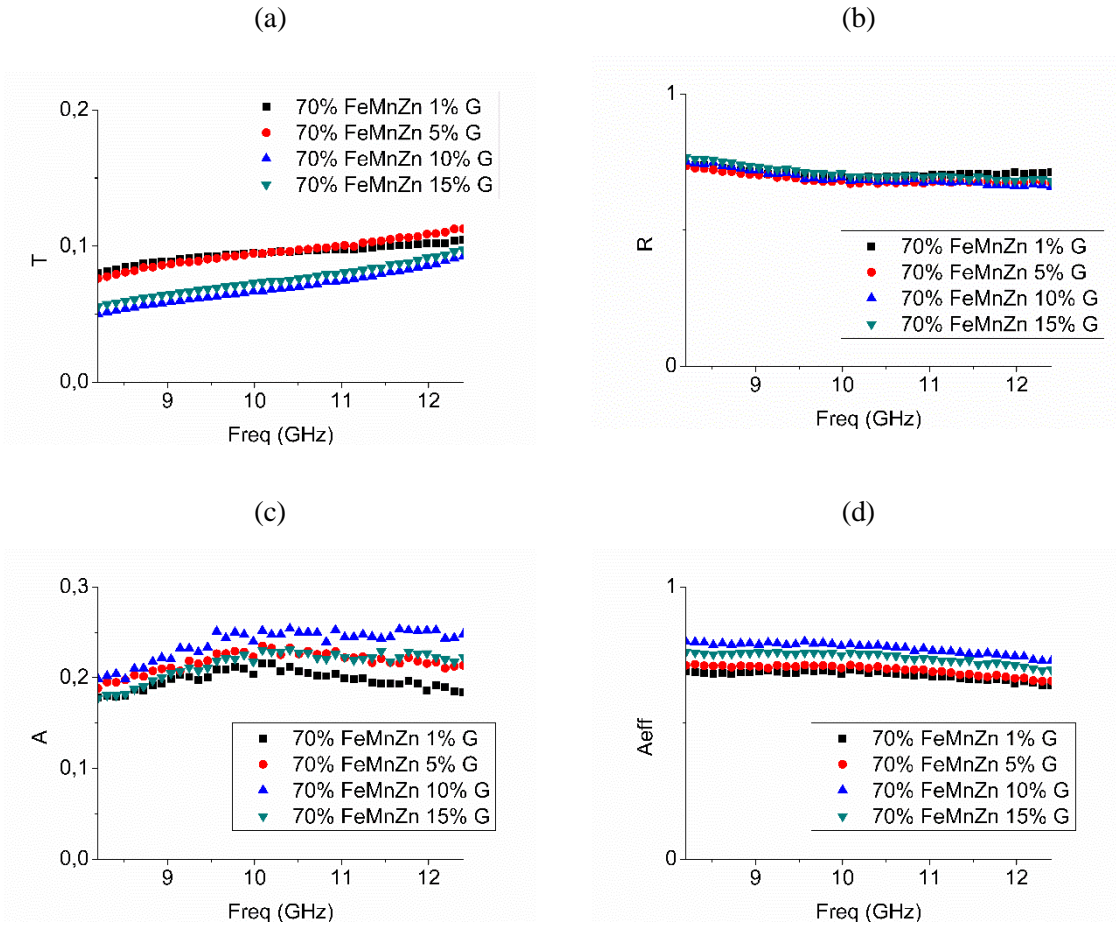 (a)
0,2
0,1
0,0
T
70% FeMnZn 1% G
70% FeMnZn 5% G
70% FeMnZn 10% G
70% FeMnZn 15% G
9 10 11 12
Freq (GHz)
(b)
1
0
R
70% FeMnZn 1% G
70% FeMnZn 5% G
70% FeMnZn 10% G
70% FeMnZn 15% G
9 10 11 12
Freq (GHz)
(c)
0,3
0,2
0,1
0,0
A
70% FeMnZn 1% G
70% FeMnZn 5% G
70% FeMnZn 10% G
70% FeMnZn 15% G
9 10 11 12
Freq (GHz)
(d)
1
0
Aeff
70% FeMnZn 1% G
70% FeMnZn 5% G
70% FeMnZn 10% G
70% FeMnZn 15% G
9 10 11 12
Freq (GHz)